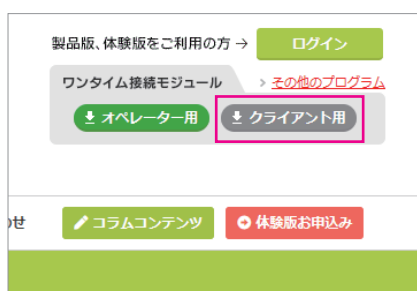 製品版、体験版をご利用の方 →
ログイン
ワンタイム接続モジュール
> その他のプログラム
オペレーター用
クライアント用
わせ
コラムコンテンツ
体験版お申込み